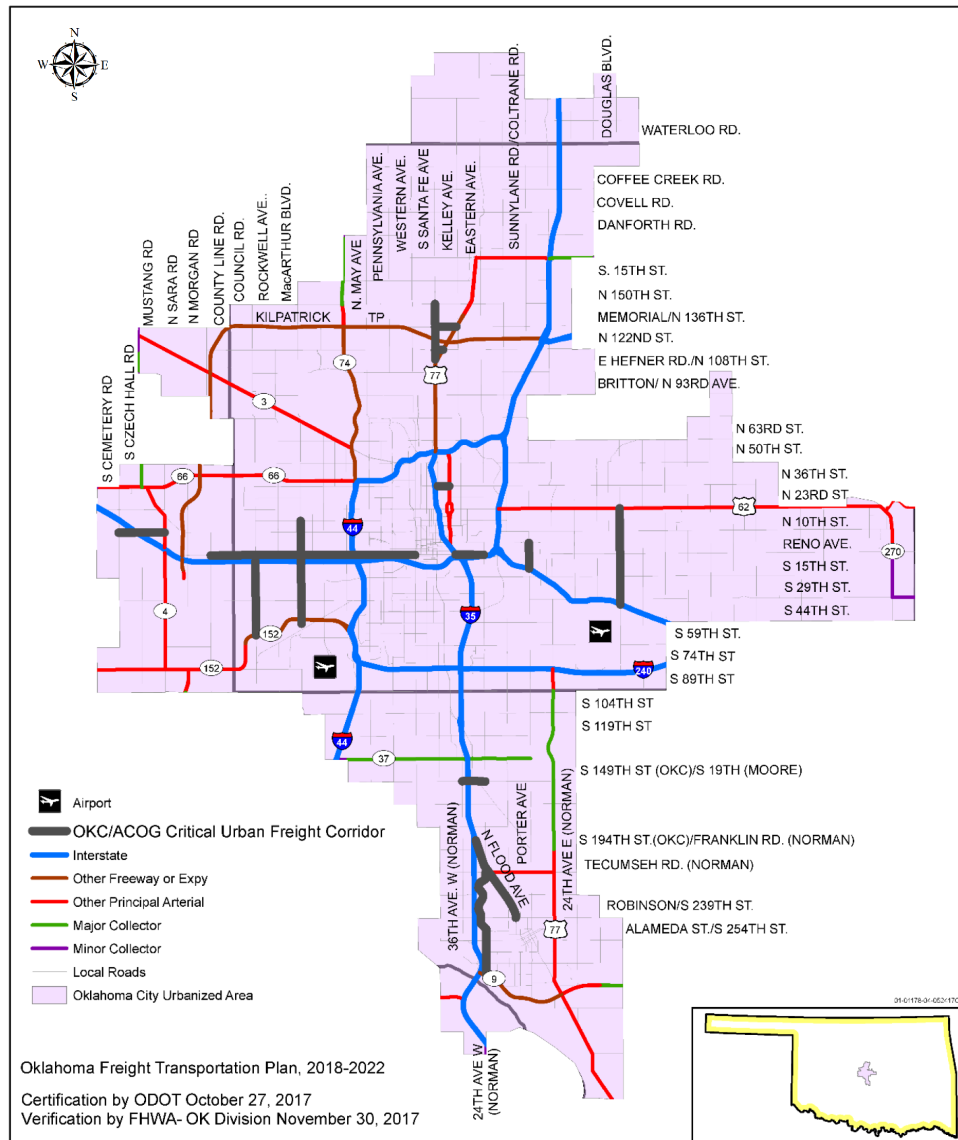 N
W E
S
DOUGLAS BLVD.
SUNNYLANE RD./COLTRANE RD.
WATERLOO RD.
PENNSYLVANIA AVE.
WESTERN AVE.
S SANTA FE AVE
KELLEY AVE.
EASTERN AVE.
COFFEE CREEK RD.
COVELL RD.
DANFORTH RD.
MUSTANG RD
N SARA RD
N MORGAN RD
COUNTY LINE RD.
COUNCIL RD.
ROCKWELL AVE.
MacARTHUR BLVD.
N. MAY AVE
S. 15TH ST.
N 150TH ST.
MEMORIAL/N 136TH ST.
N 122ND ST.
E HEFNER RD./N 108TH ST.
BRITTON/ N 93RD AVE.
KILPATRICK TP
S CEMETERY RD
S CZECH HALL RD
74
77
3
N 63RD ST.
N 50TH ST.
N 36TH ST.
N 23RD ST.
66
66
62
44
N 10TH ST.
RENO AVE.
S 15TH ST.
S 29TH ST.
S 44TH ST.
270
4
35
152
152
S 59TH ST.
S 74TH ST
S 89TH ST
240
S 104TH ST
S 119TH ST
44
37
S 149TH ST (OKC)/S 19TH (MOORE)
36TH AVE. W (NORMAN)
N FLOOD AVE
PORTER AVE
24TH AVE E (NORMAN)
S 194TH ST.(OKC)/FRANKLIN RD. (NORMAN)
TECUMSEH RD. (NORMAN)
ROBINSON/S 239TH ST.
ALAMEDA ST./S 254TH ST.
77
9
24TH AVE W
(NORMAN)
Airport
OKC/ACOG Critical Urban Freight Corridor
Interstate
Other Freeway or Expy
Other Principal Arterial
Major Collector
Minor Collector
Local Roads
Oklahoma City Urbanized Area
01-01178-04-052417C
Oklahoma Freight Transportation Plan, 2018-2022
Certification by ODOT October 27, 2017
Verification by FHWA- OK Division November 30, 2017